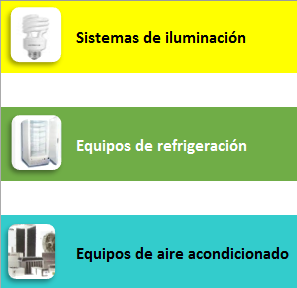 Sistemas de iluminación
Equipos de refrigeración
Equipos de aire acondicionado